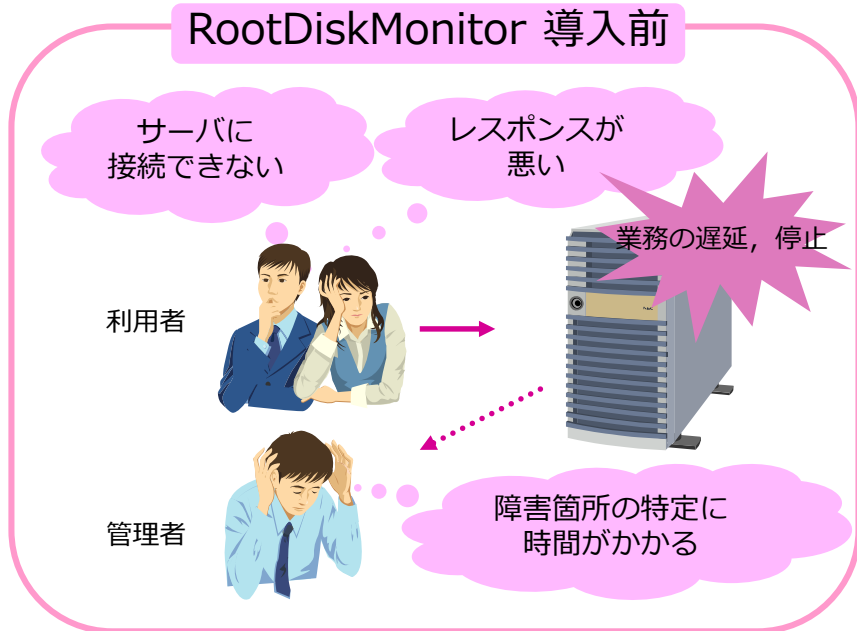 RootDiskMonitor 導入前
サーバに
接続できない
レスポンスが
悪い
業務の遅延，停止
利用者
管理者
障害箇所の特定に
時間がかかる